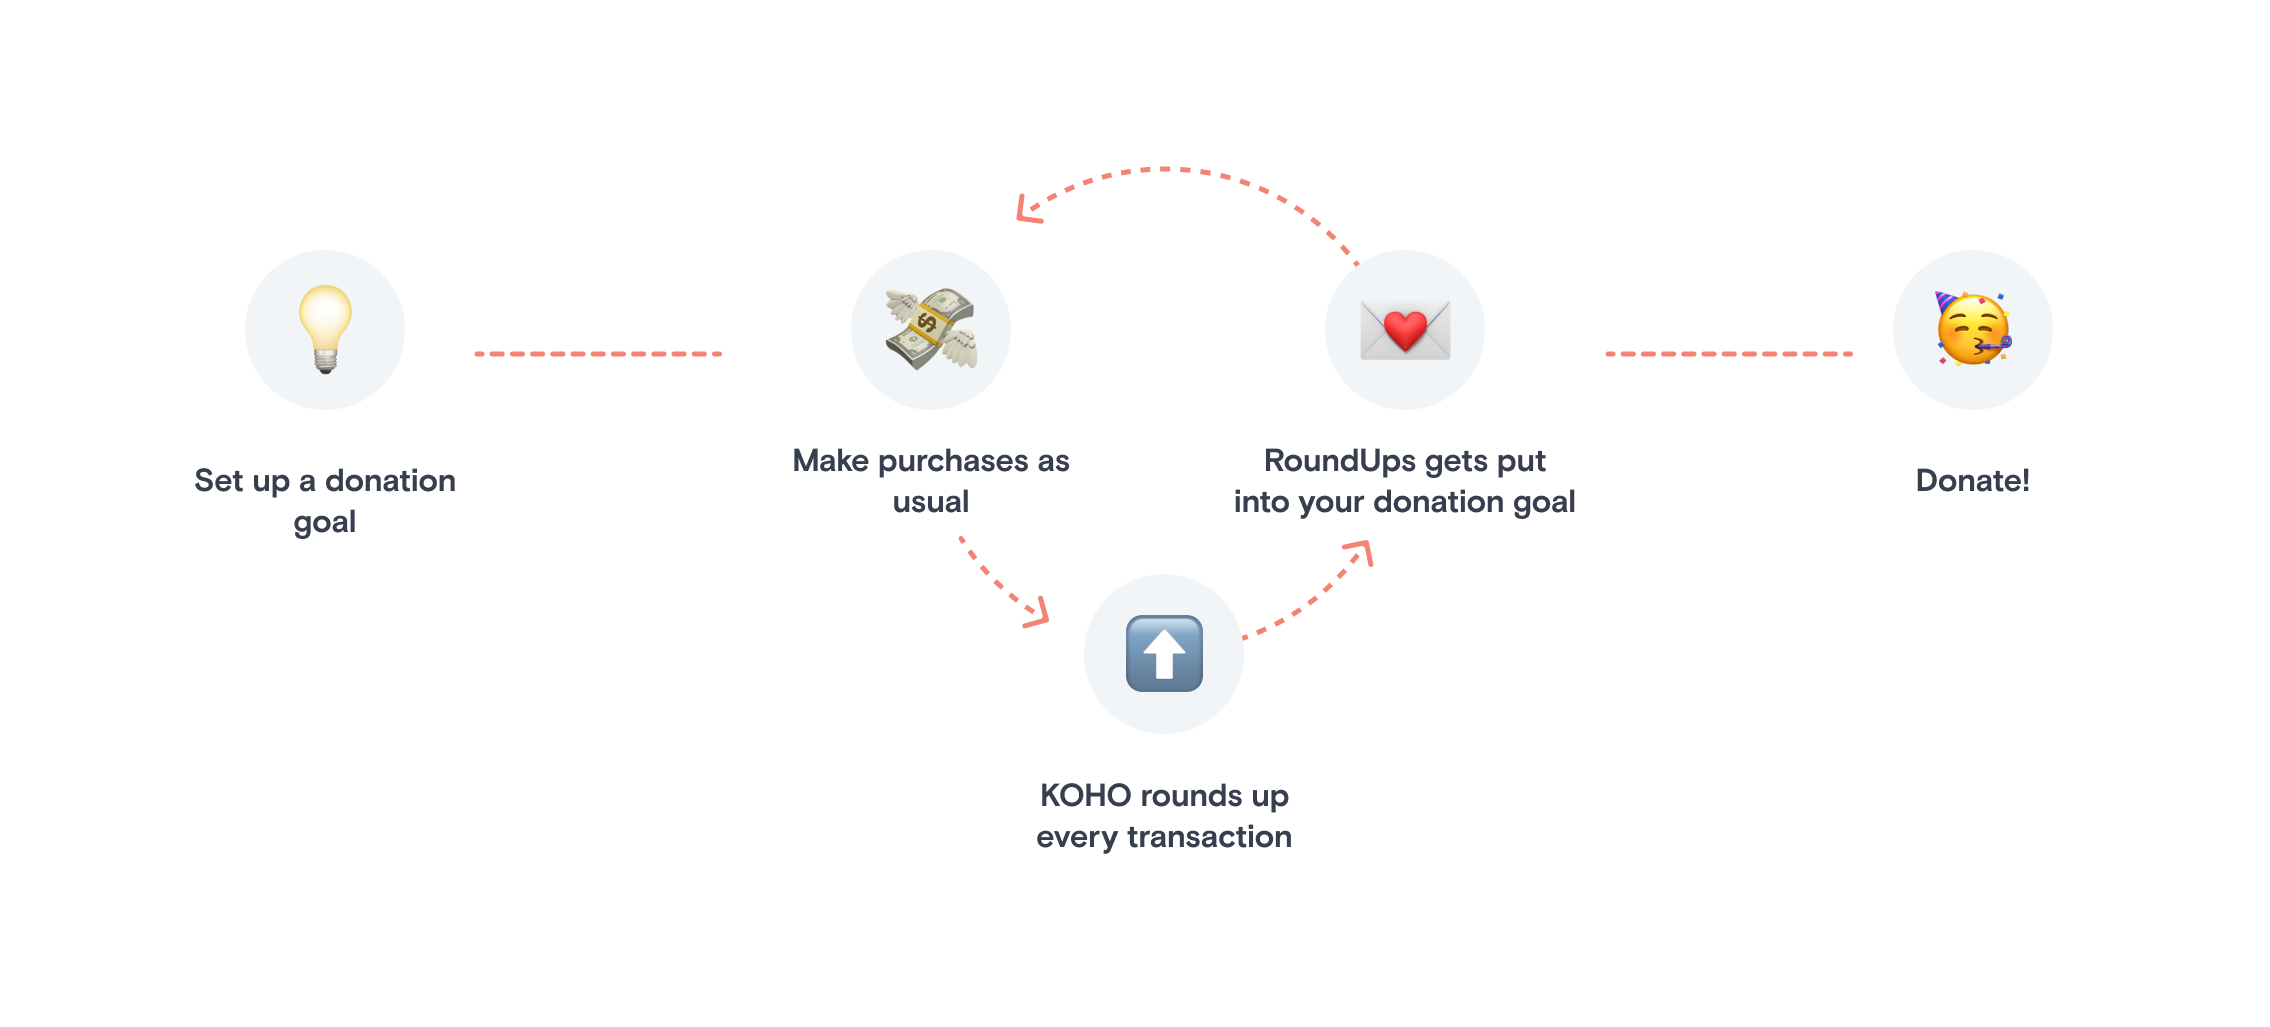 Set up a donation
goal
Make purchases as
usual
RoundUps gets put
into your donation goal
Donate!
KOHO rounds up
every transaction